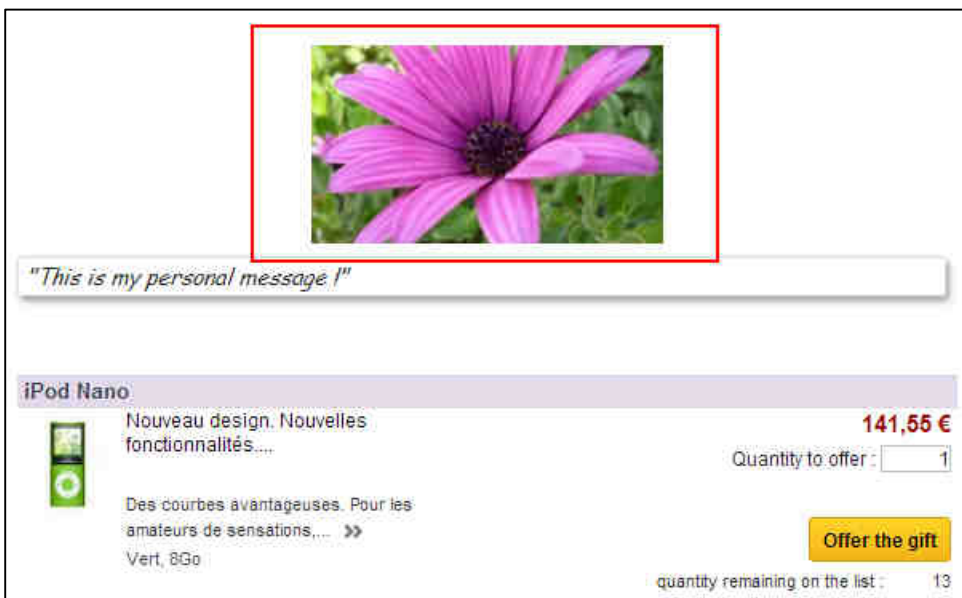 "This is my personal message !"
iPod Nano
Nouveau design. Nouvelles
fonctionnalités....
141,55 €
Quantity to offer : 1
Des courbes avantageuses. Pour les
amateurs de sensations,... »
Vert, 8Go
Offer the gift
quantity remaining on the list : 13